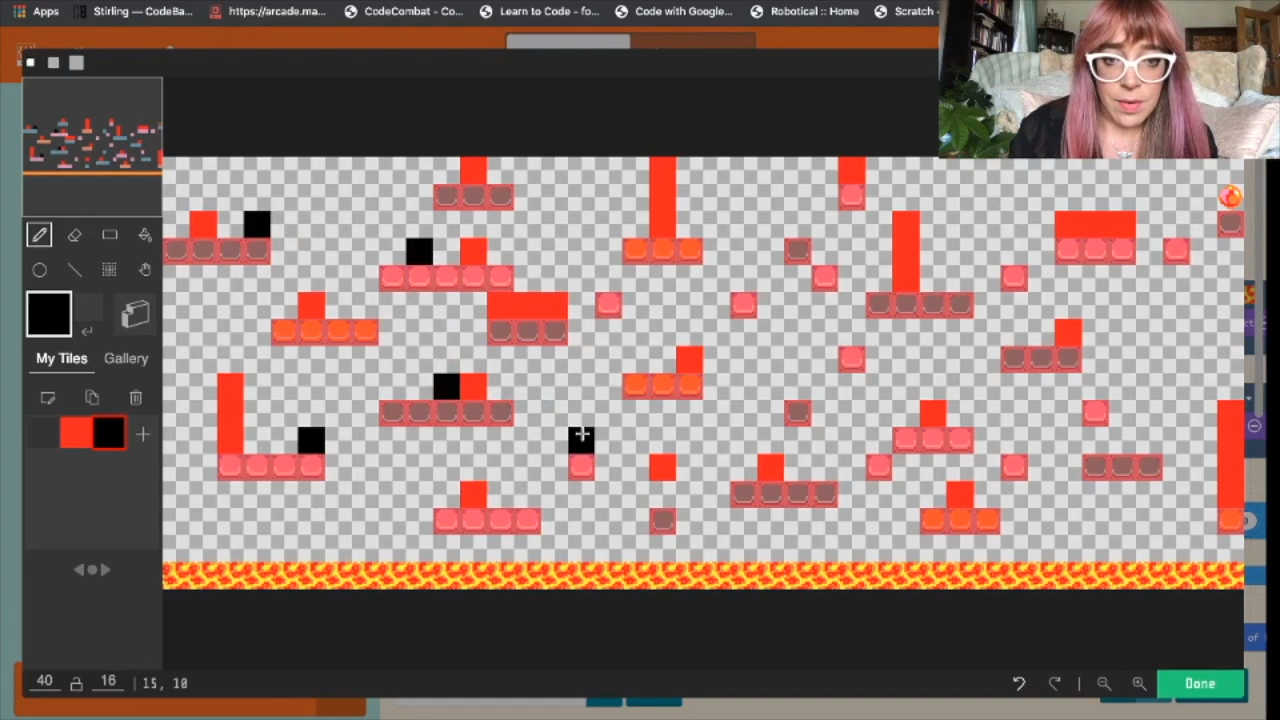 Apps Stirling — CodeBa... https://arcade.ma... CodeCombat - Co... Learn to Code - fo... Code with Google... Robotical :: Home Scratch -
My Tiles Gallery
40 16 15, 10 Done
of